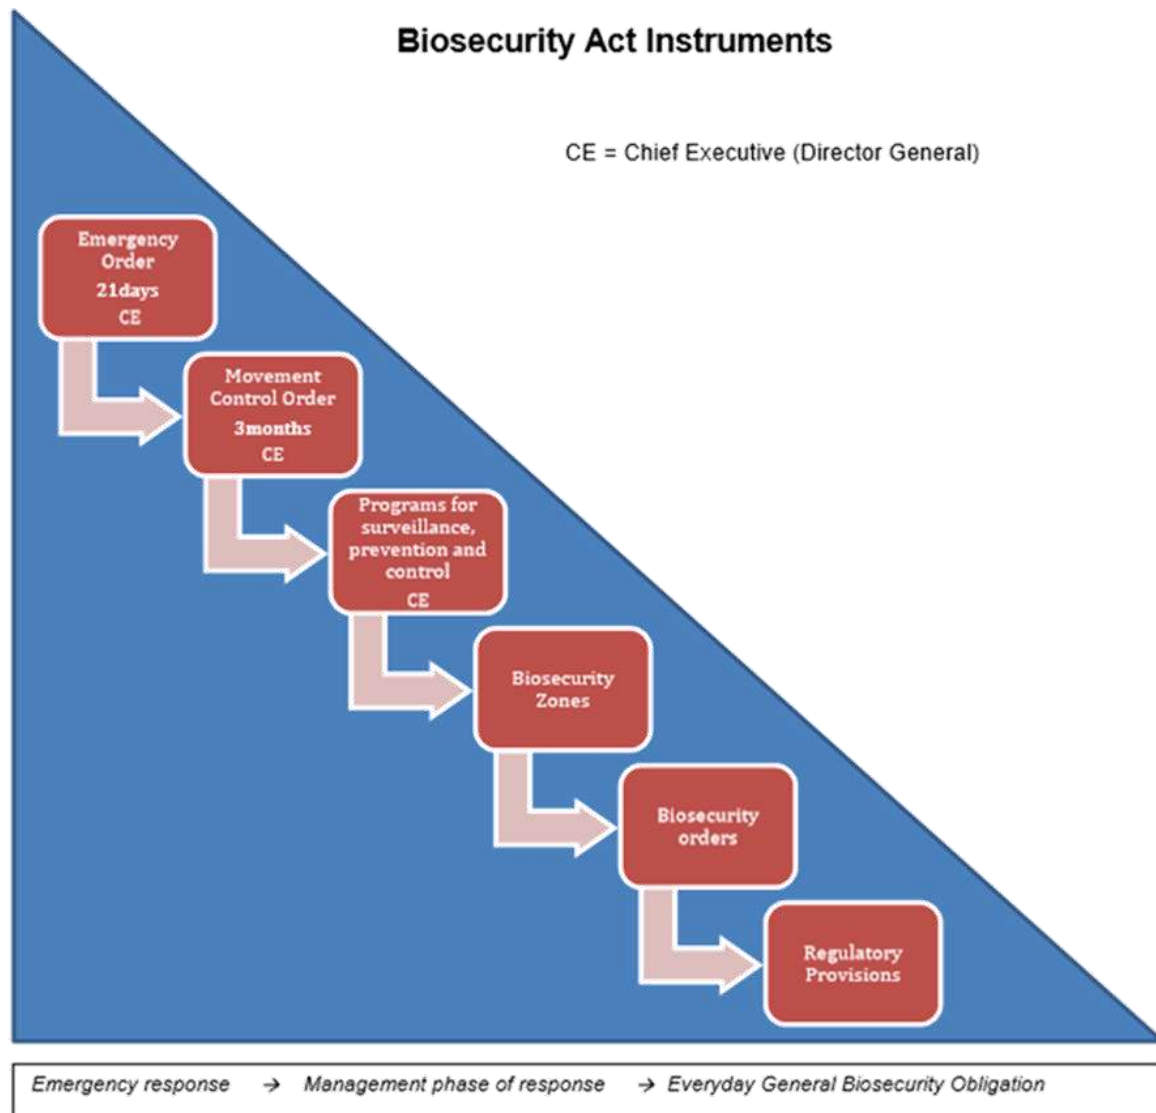 Biosecurity Act Instruments
CE = Chief Executive (Director General)
Emergency
Order
21days
CE
Movement
Control Order
3months
CE
Programs for
surveillance,
prevention and
control
CE
Biosecurity
Zones
Biosecurity
orders
Regulatory
Provisions
Emergency response → Management phase of response → Everyday General Biosecurity Obligation